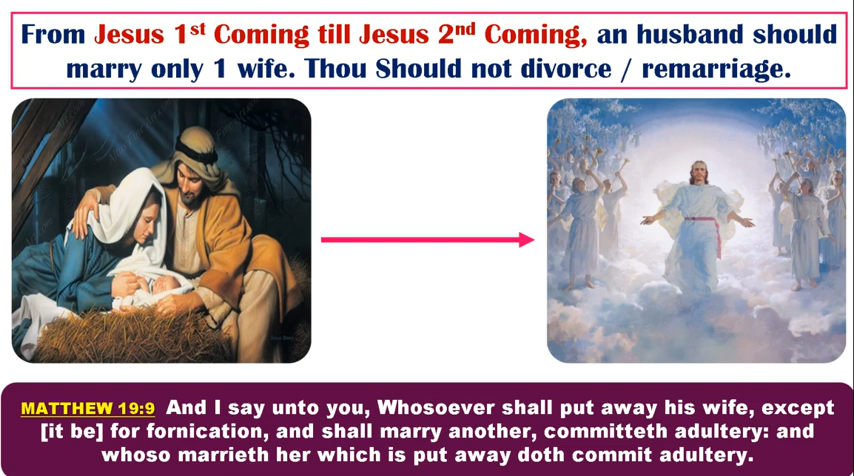 From Jesus 1st Coming till Jesus 2nd Coming, an husband should
marry only 1 wife. Thou Should not divorce / remarriage.
MATTHEW 19:9 And I say unto you, Whosoever shall put away his wife, except
[it be] for fornication, and shall marry another, committeth adultery: and
whoso marrieth her which is put away doth commit adultery.